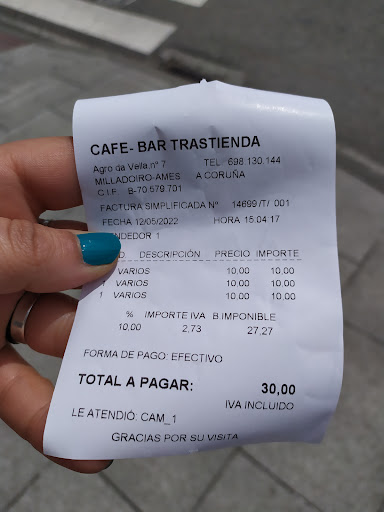 CAFE- BAR TRASTIENDA
Agro da Vella,nº 7 TEL 698.130.144
MILLADOIRO-AMES A CORUÑA
C.I.F. B-70.579.701
FACTURA SIMPLIFICADA Nº 14699/T/ 001
FECHA 12/05/2022 HORA 15:04:17
ENDEDOR 1
D. DESCRIPCIÓN PRECIO IMPORTE
VARIOS 10,00 10,00
1 VARIOS 10,00 10,00
1 VARIOS 10,00 10,00
% IMPORTE IVA B.IMPONIBLE
10,00 2,73 27,27
FORMA DE PAGO: EFECTIVO
TOTAL A PAGAR: 30,00
IVA INCLUIDO
LE ATENDIÓ: CAM_1
GRACIAS POR SU VISITA